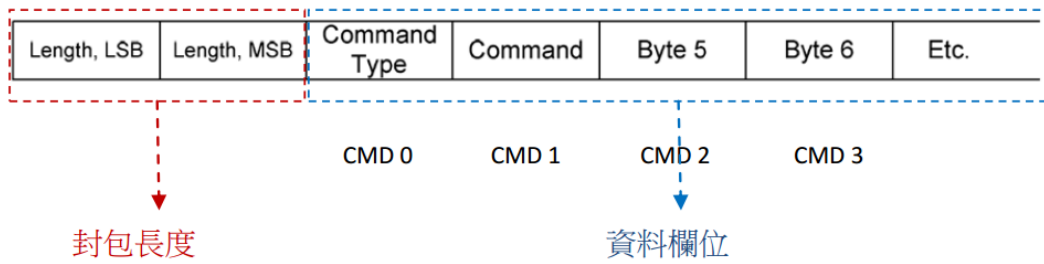 Length, LSB
Length, MSB
Command
Type
Command
Byte 5
Byte 6
Etc.
CMD 0
CMD 1
CMD 2
CMD 3
封包長度
資料欄位